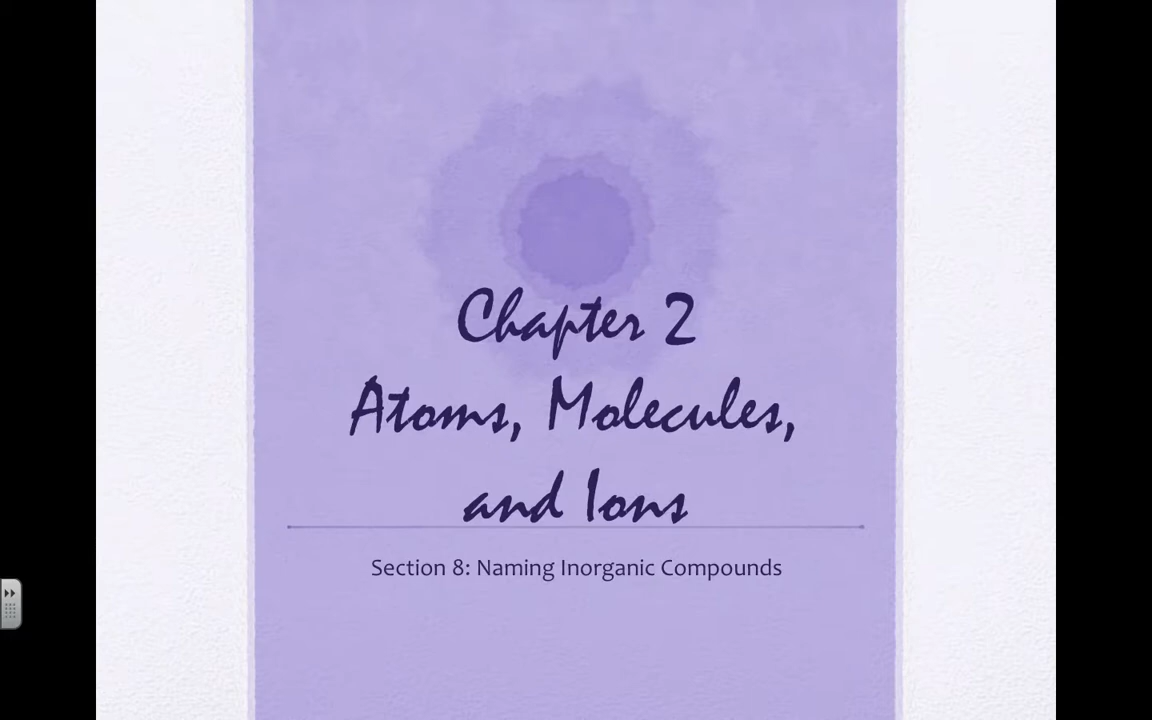 Chapter 2
Atoms, Molecules,
and Ions
Section 8: Naming Inorganic Compounds